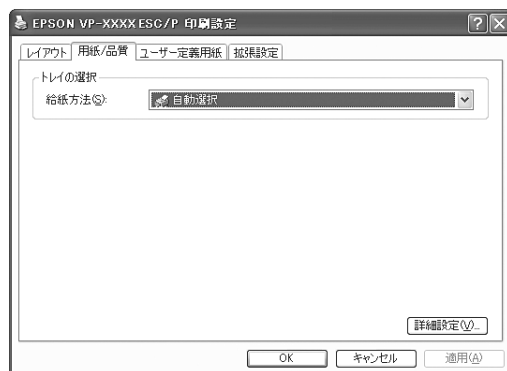 EPSON VP-XXXX ESC/P 印刷設定
レイアウト 用紙/品質 ユーザー定義用紙 拡張設定
トレイの選択
給紙方法(S): 自動選択
詳細設定(V)...
OK キャンセル 適用(A)